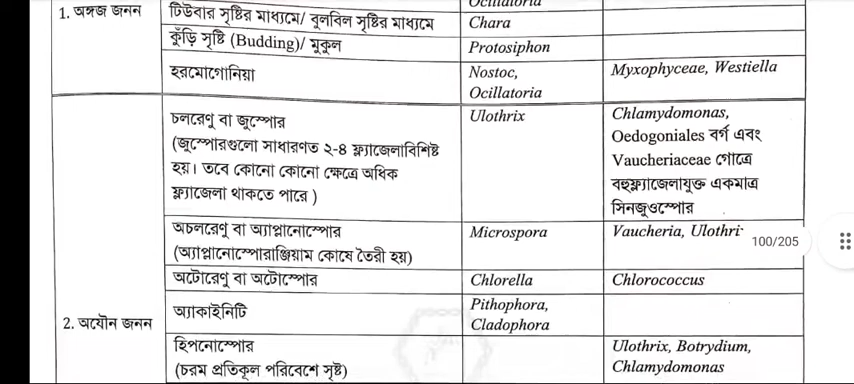 Ocillatoria
1. অঙ্গজ জনন
টিউবার সৃষ্টির মাধ্যমে/ বুলবিল সৃষ্টির মাধ্যমে
Chara
কুঁড়ি সৃষ্টি (Budding)/ মুকুল
Protosiphon
হরমোগোনিয়া
Nostoc,
Ocillatoria
Myxophyceae, Westiella
চলরেণু বা জুস্পোর
(জুস্পোরগুলো সাধারণত ২-৪ ফ্ল্যাজেলাবিশিষ্ট
হয়। তবে কোনো কোনো ক্ষেত্রে অধিক
ফ্ল্যাজেলা থাকতে পারে )
Ulothrix
Chlamydomonas,
Oedogoniales বর্গ এবং
Vaucheriaceae গোত্রে
বহুফ্ল্যাজেলাযুক্ত একমাত্র
সিনজুওস্পোর
অচলরেণু বা অ্যাপ্লানোস্পোর
(অ্যাপ্লানোস্পোরাঞ্জিয়াম কোষে তৈরী হয়)
Microspora
Vaucheria,
100/205
অটোরেণু বা অটোস্পোর
Chlorella
Chlorococcus
2. অযৌন জনন
অ্যাকাইনিটি
Pithophora,
Cladophora
হিপনোস্পোর
(চরম প্রতিকূল পরিবেশে সৃষ্ট)
Ulothrix, Botrydium,
Chlamydomonas